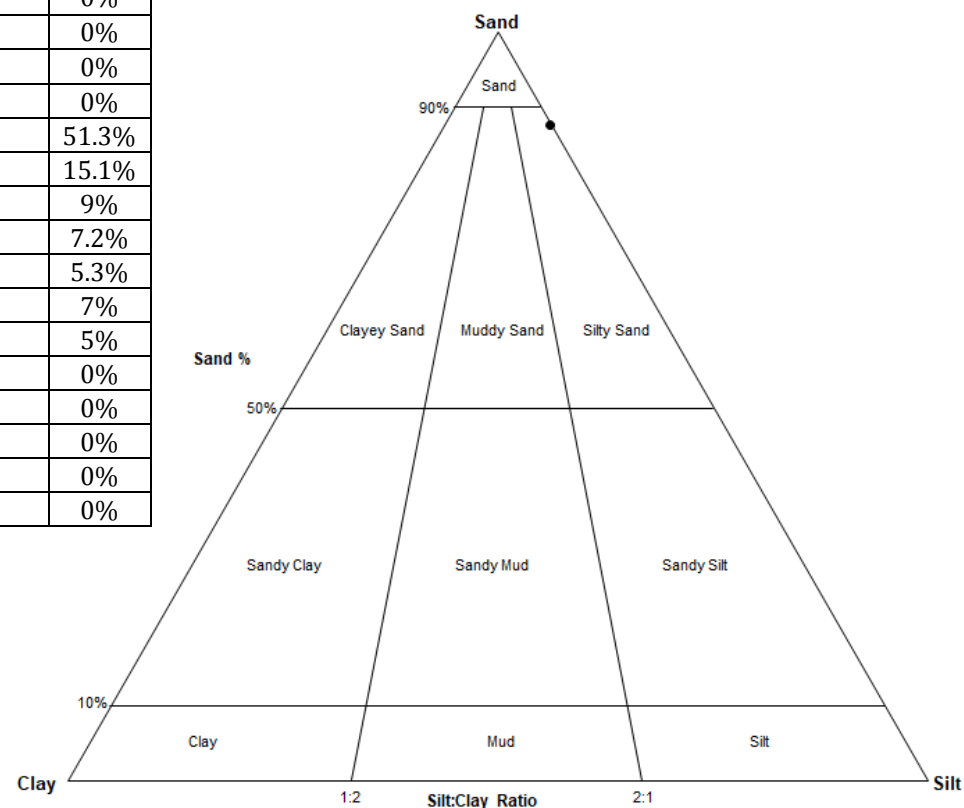 0%
0%
0%
0%
51.3%
15.1%
9%
7.2%
5.3%
7%
5%
0%
0%
0%
0%
0%
Sand
Sand
90%
Clayey Sand
Muddy Sand
Silty Sand
Sand %
50%
Sandy Clay
Sandy Mud
Sandy Silt
10%
Clay
Mud
Silt
Clay
Silt
1:2
Silt:Clay Ratio
2:1